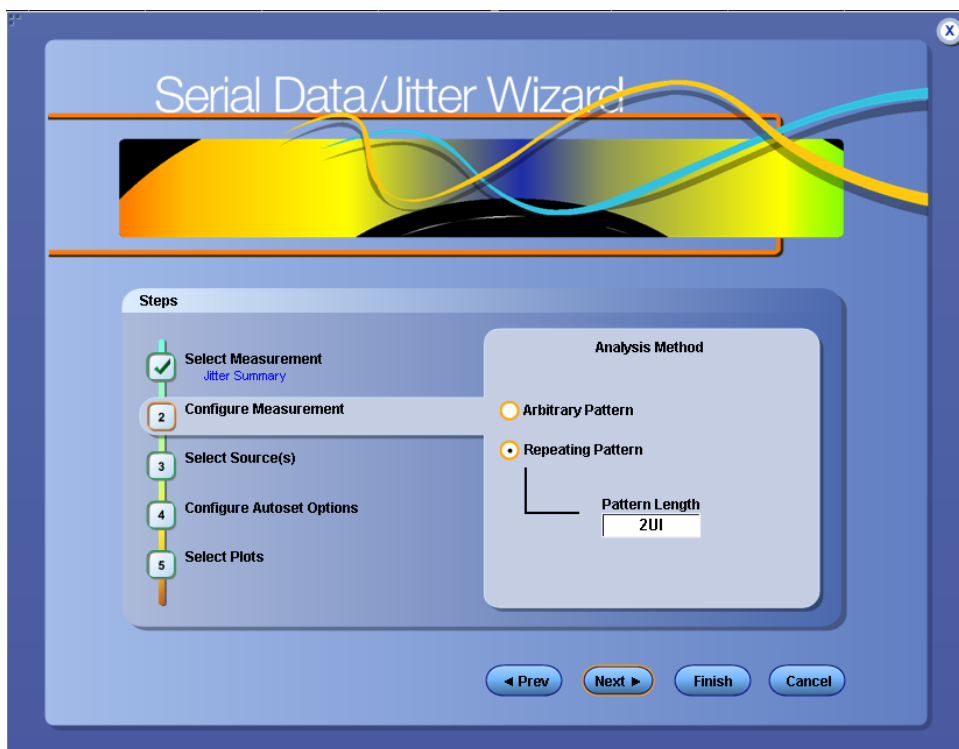 X
Serial Data/Jitter Wizard
Steps
Select Measurement
Jitter Summary
2 Configure Measurement
3 Select Source(s)
4 Configure Autoset Options
5 Select Plots
Analysis Method
Arbitrary Pattern
Repeating Pattern
Pattern Length
2UI
◄ Prev
Next ►
Finish
Cancel